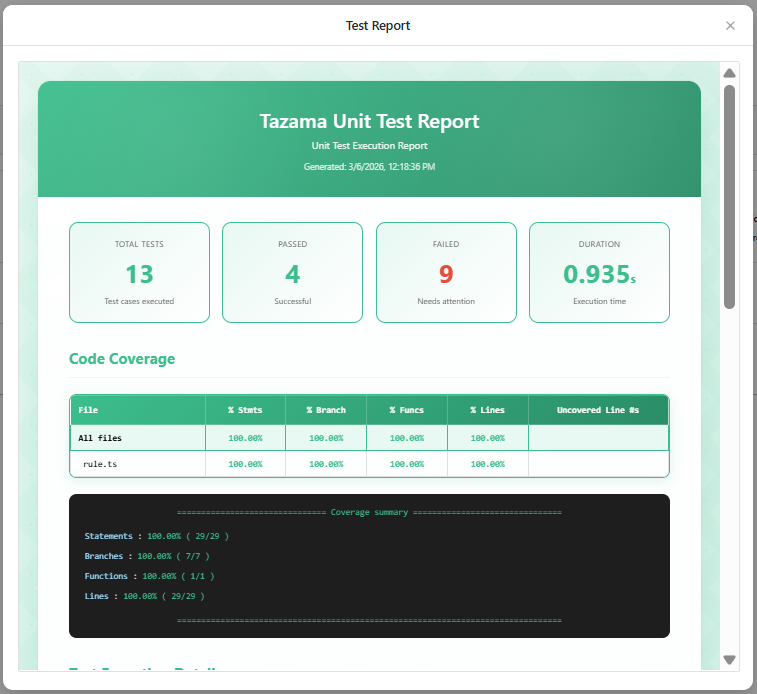 Test Report
Tazama Unit Test Report
Unit Test Execution Report
Generated: 3/6/2026, 12:18:36 PM
TOTAL TESTS
13
Test cases executed
PASSED
4
Successful
FAILED
9
Needs attention
DURATION
0.935s
Execution time
Code Coverage
File % Stmts % Branch % Funcs % Lines Uncovered Line #s
All files 100.00% 100.00% 100.00% 100.00%
rule.ts 100.00% 100.00% 100.00% 100.00%
=============================== Coverage summary ===============================
Statements : 100.00% ( 29/29 )
Branches : 100.00% ( 7/7 )
Functions : 100.00% ( 1/1 )
Lines : 100.00% ( 29/29 )
================================================================================